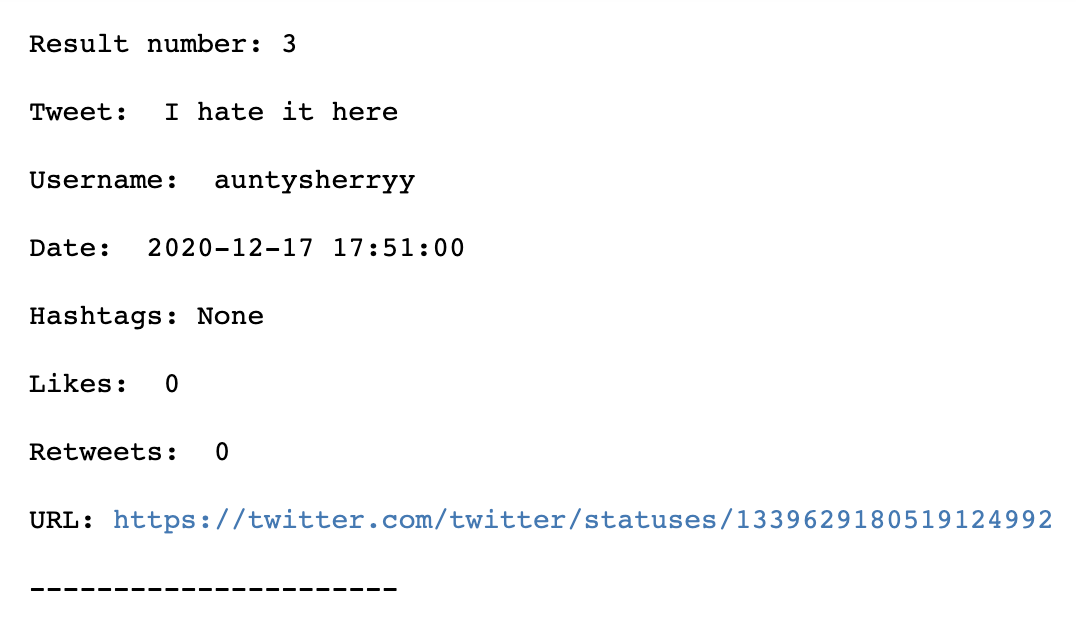 Result number: 3
Tweet:  I hate it here
Username:  auntysherryy
Date:  2020-12-17 17:51:00
Hashtags: None
Likes:  0
Retweets:  0
URL: https://twitter.com/twitter/statuses/1339629180519124992
----------------------